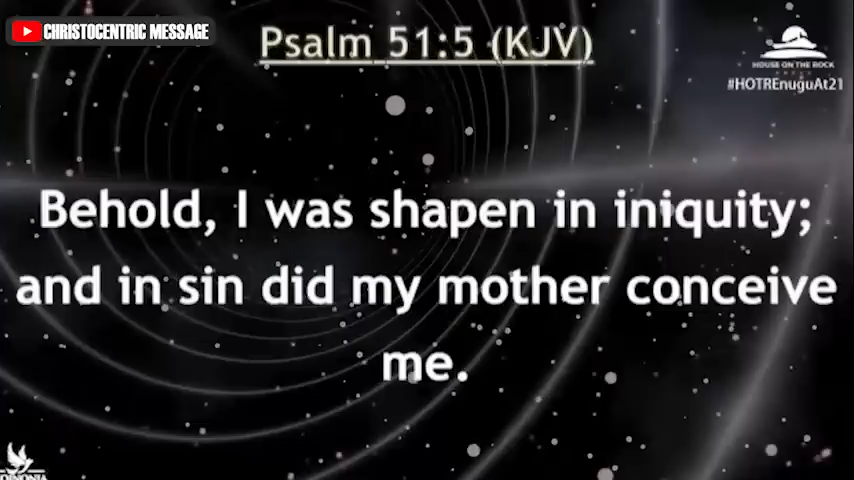 CHRISTOCENTRIC MESSAGE
Psalm 51:5 (KJV)
HOUSE ON THE ROCK
#HOTREnuguAt21
Behold, I was shapen in iniquity;
and in sin did my mother conceive
me.